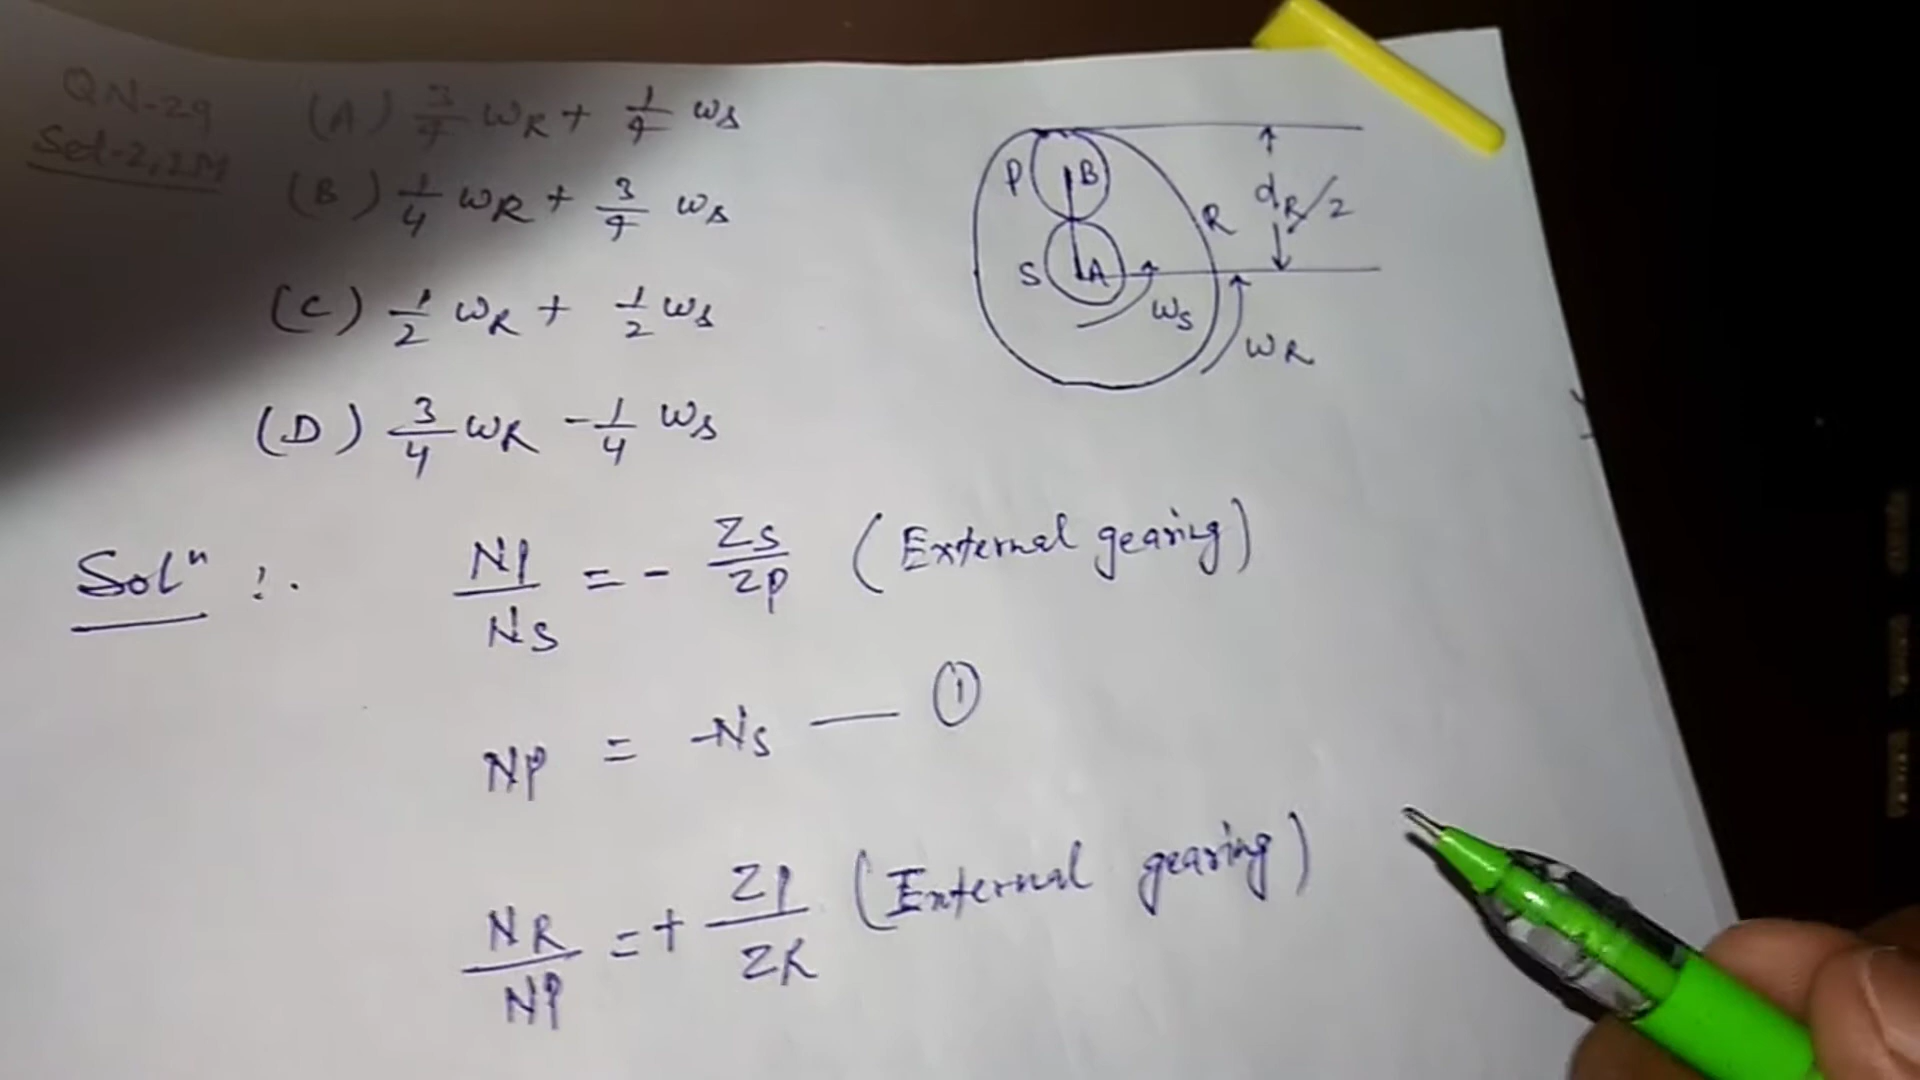 QN-29
Set-2, 2M
(A) 3/4 ωR + 1/4 ωs
(B) 1/4 ωR + 3/4 ωs
(C) 1/2 ωR + 1/2 ωs
(D) 3/4 ωR - 1/4 ωs
P B
R
dR/2
S A
ωs
ωR
Solⁿ :.
NP/NS = - ZS/ZP (External gearing)
NP = -NS — ①
NR/NP = + ZP/ZR (External gearing)